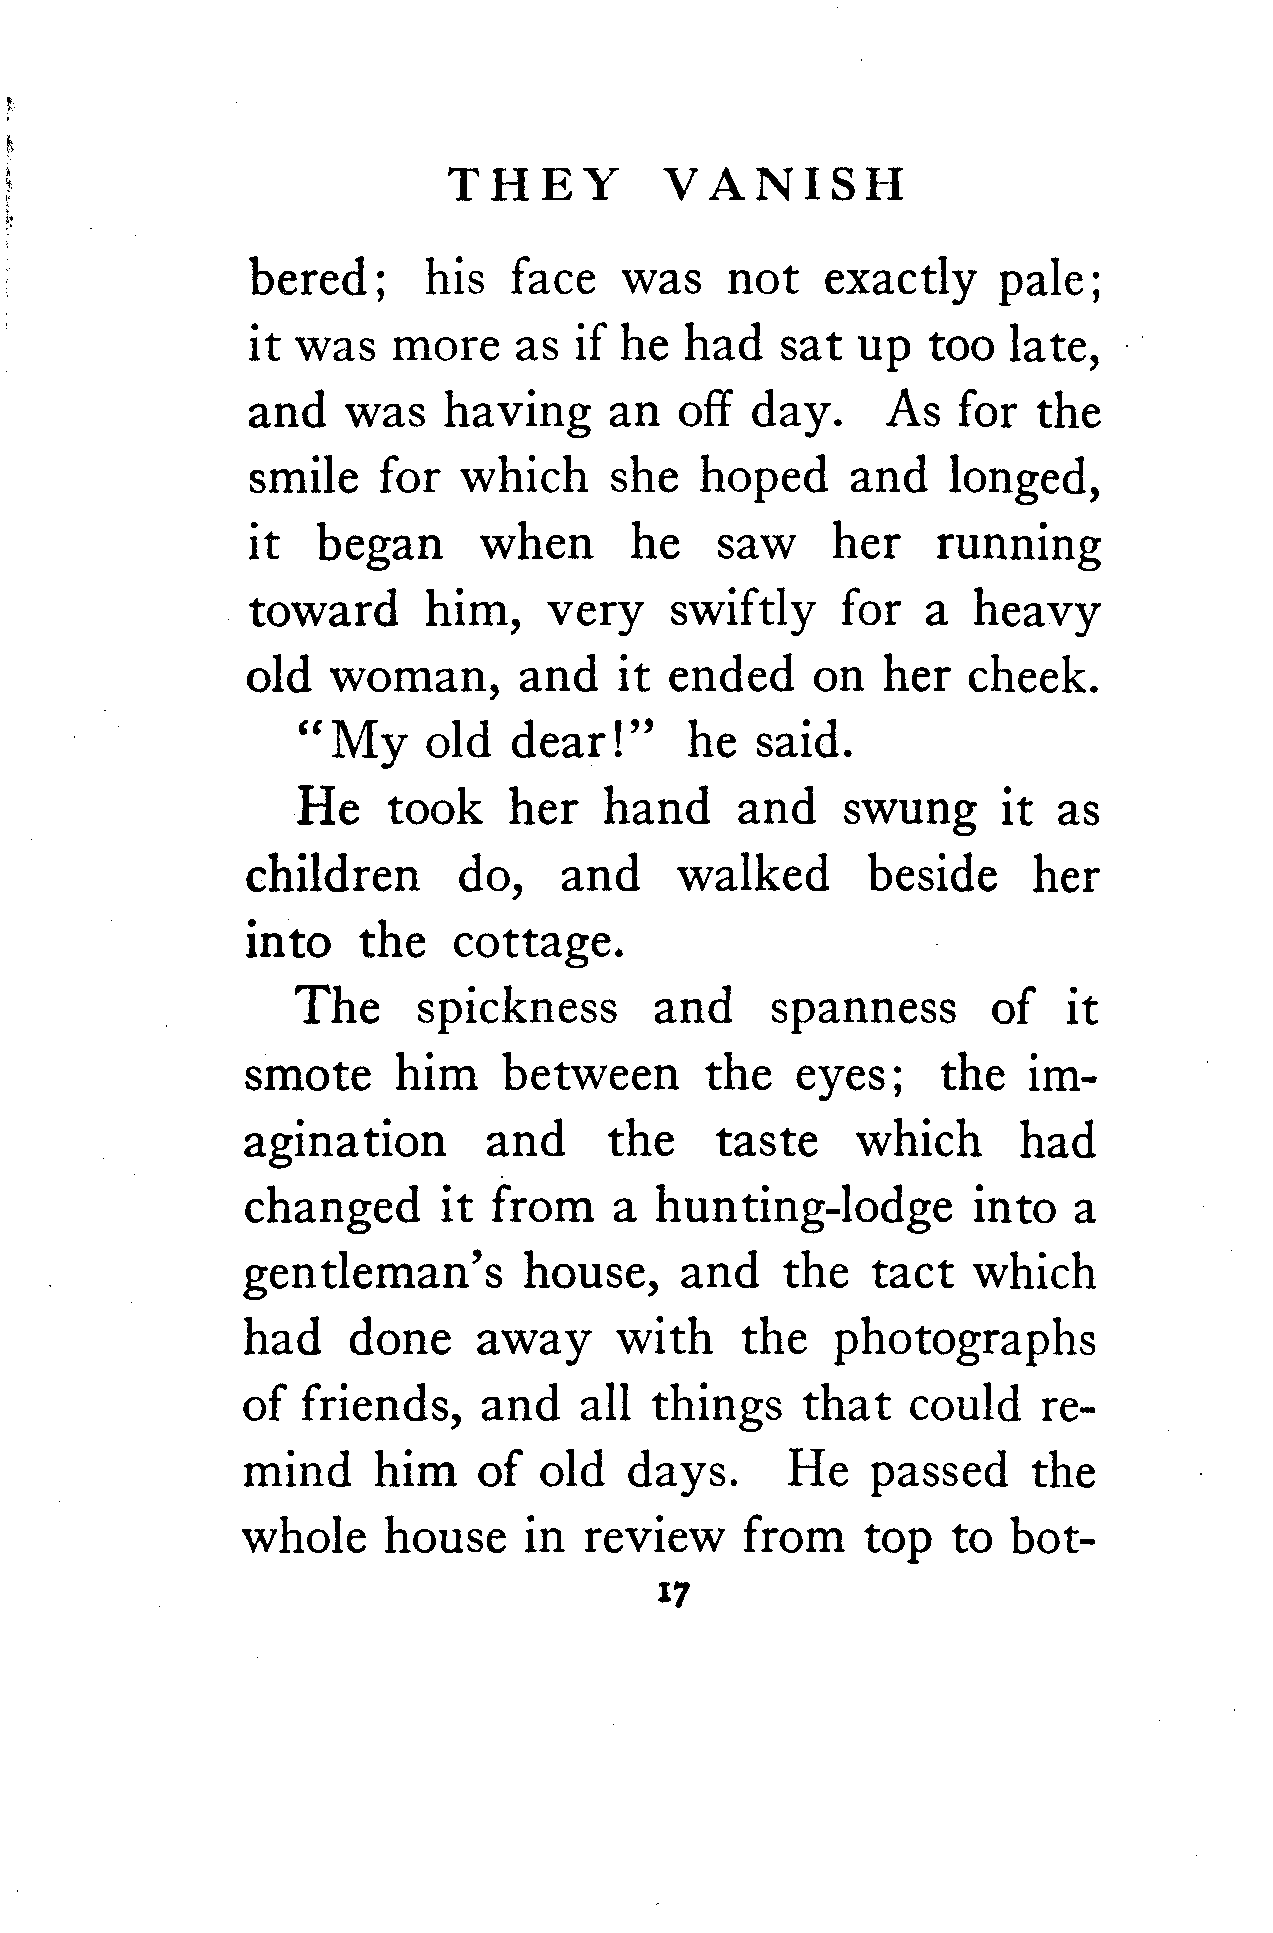 THEY VANISH
bered; his face was not exactly pale;
it was more as if he had sat up too late,
and was having an off day. As for the
smile for which she hoped and longed,
it began when he saw her running
toward him, very swiftly for a heavy
old woman, and it ended on her cheek.
“My old dear!” he said.
He took her hand and swung it as
children do, and walked beside her
into the cottage.
The spickness and spanness of it
smote him between the eyes; the im-
agination and the taste which had
changed it from a hunting-lodge into a
gentleman’s house, and the tact which
had done away with the photographs
of friends, and all things that could re-
mind him of old days. He passed the
whole house in review from top to bot-
17